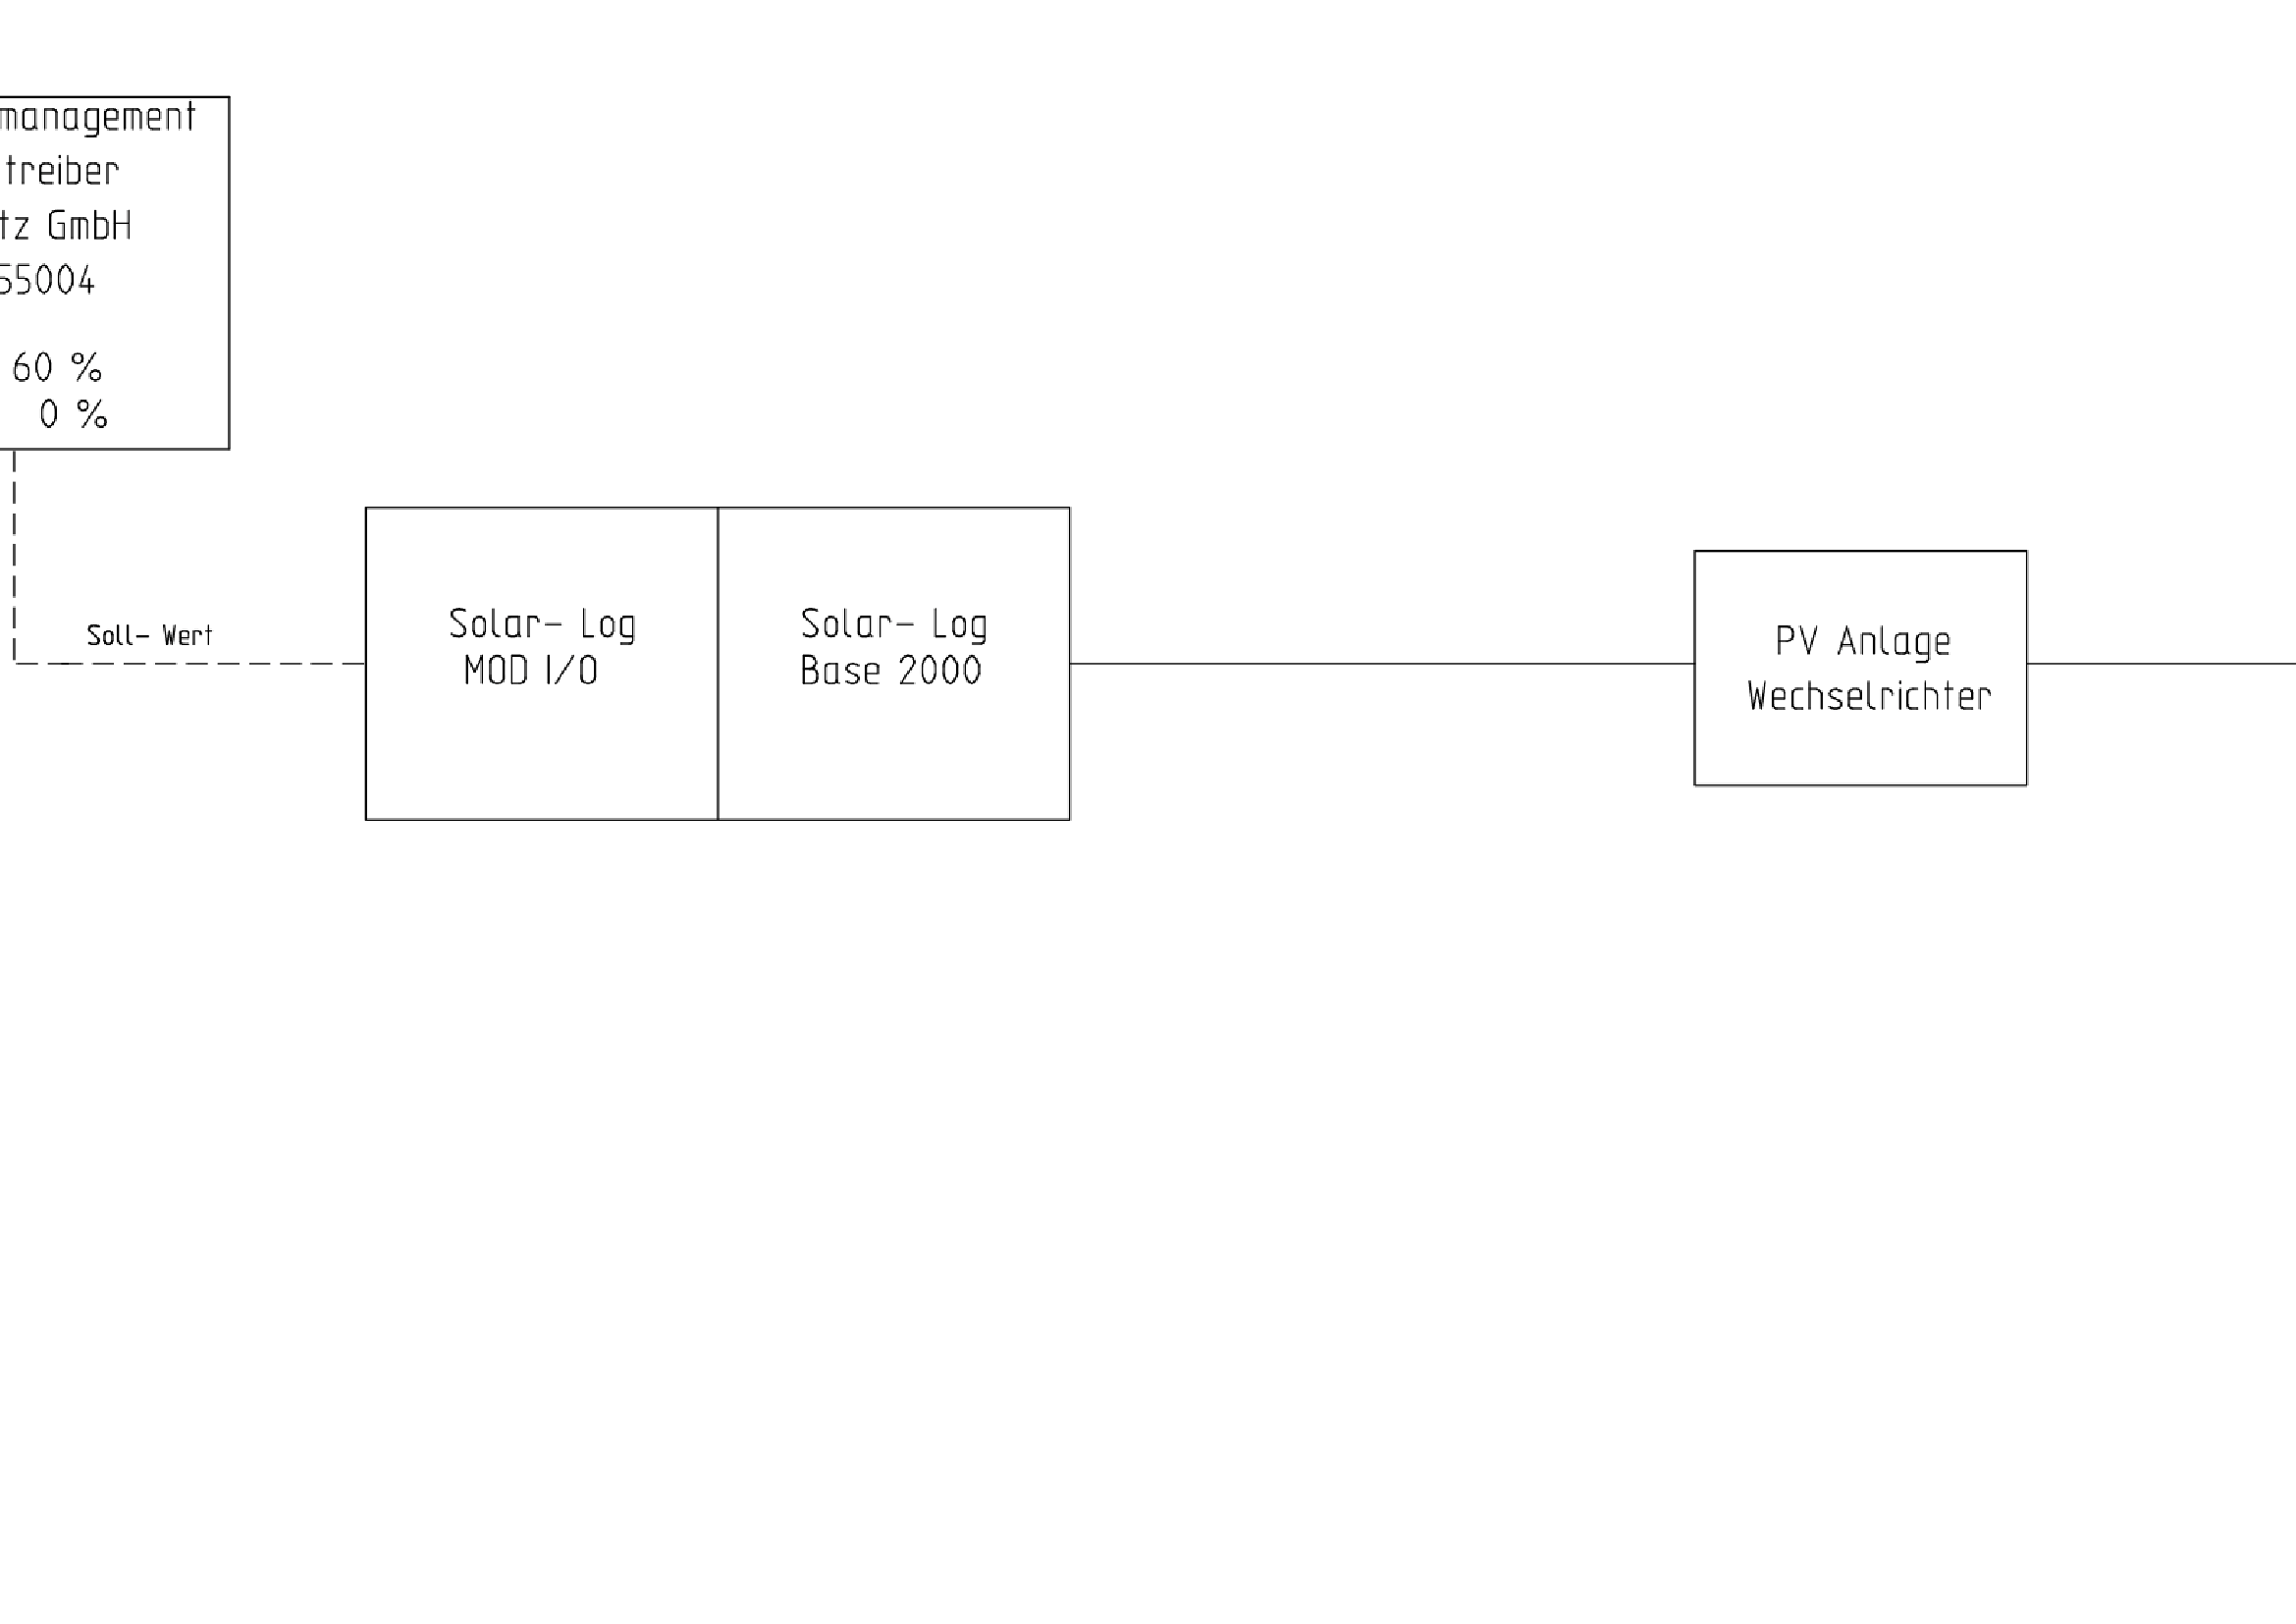 management
treiber
tz GmbH
55004
60 %
0 %
Soll- Wert
Solar- Log
MOD I/O
Solar- Log
Base 2000
PV Anlage
Wechselrichter